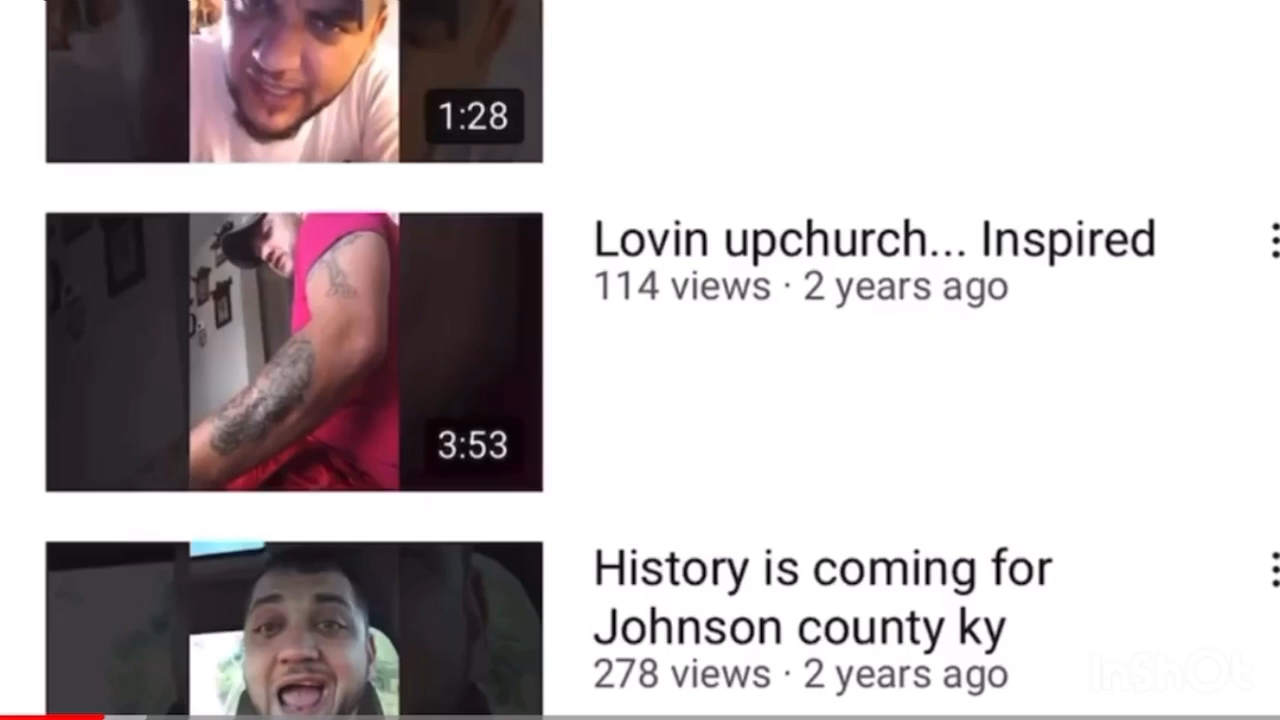 1:28
Lovin upchurch... Inspired
114 views · 2 years ago
3:53
History is coming for
Johnson county ky
278 views · 2 years ago
InShOt